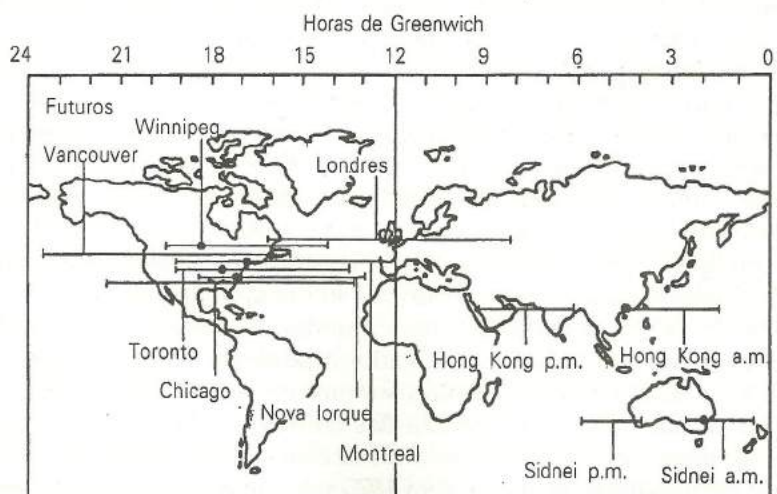 Horas de Greenwich
24 21 18 15 12 9 6 3 0
Futuros
Winnipeg
Vancouver
Londres
Toronto
Hong Kong p.m.
Hong Kong a.m.
Chicago
Nova Iorque
Montreal
Sidnei p.m.
Sidnei a.m.